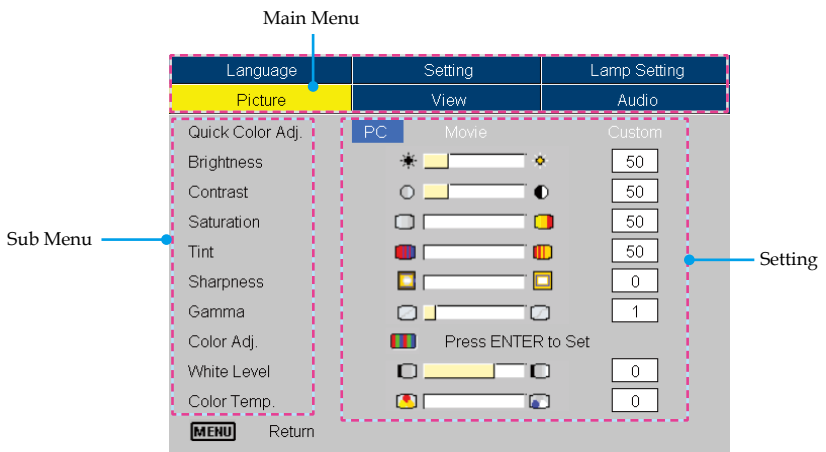 Main Menu
Language Setting Lamp Setting
Picture View Audio
Quick Color Adj. PC Movie Custom
Brightness 50
Contrast 50
Saturation 50
Sub Menu
Tint 50
Setting
Sharpness 0
Gamma 1
Color Adj. Press ENTER to Set
White Level 0
Color Temp. 0
MENU Return